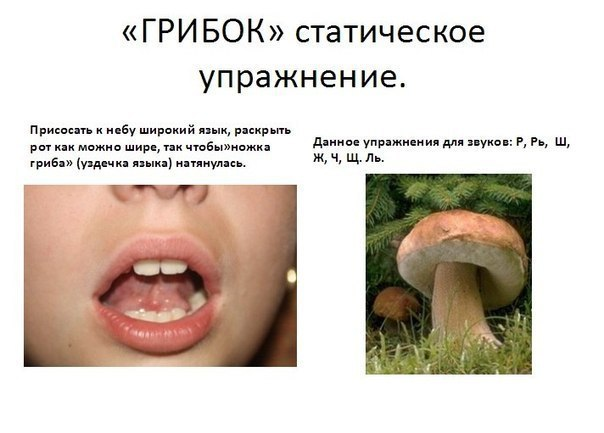 «ГРИБОК» статическое
упражнение.
Присосать к небу широкий язык, раскрыть
рот как можно шире, так чтобы»ножка
гриба» (уздечка языка) натянулась.
Данное упражнения для звуков: Р, Рь, Ш,
Ж, Ч, Щ. Ль.